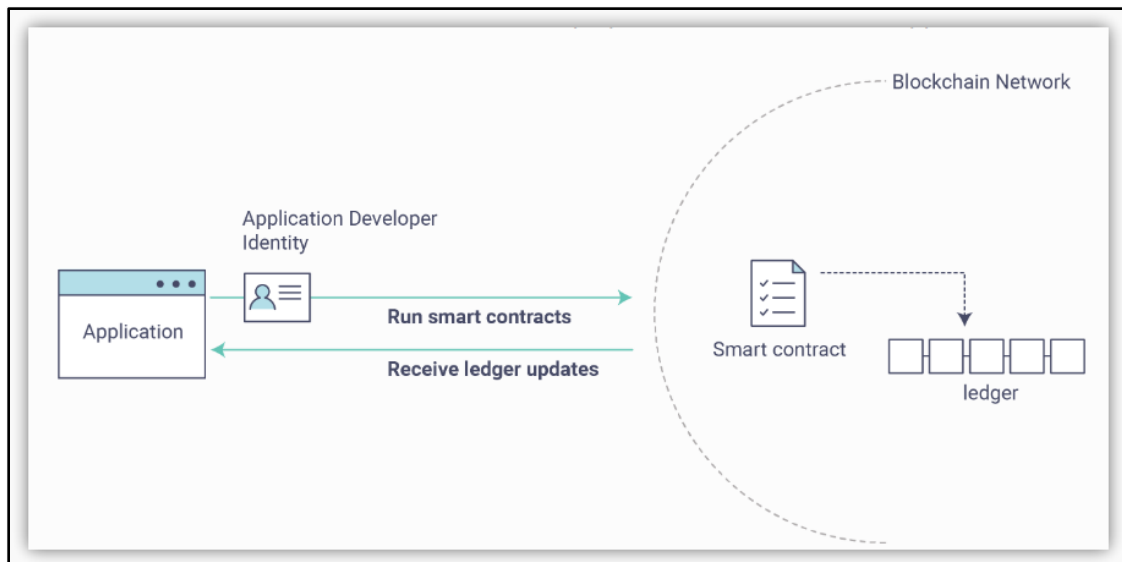 Blockchain Network
Application Developer
Identity
Application
Run smart contracts
Receive ledger updates
Smart contract
ledger